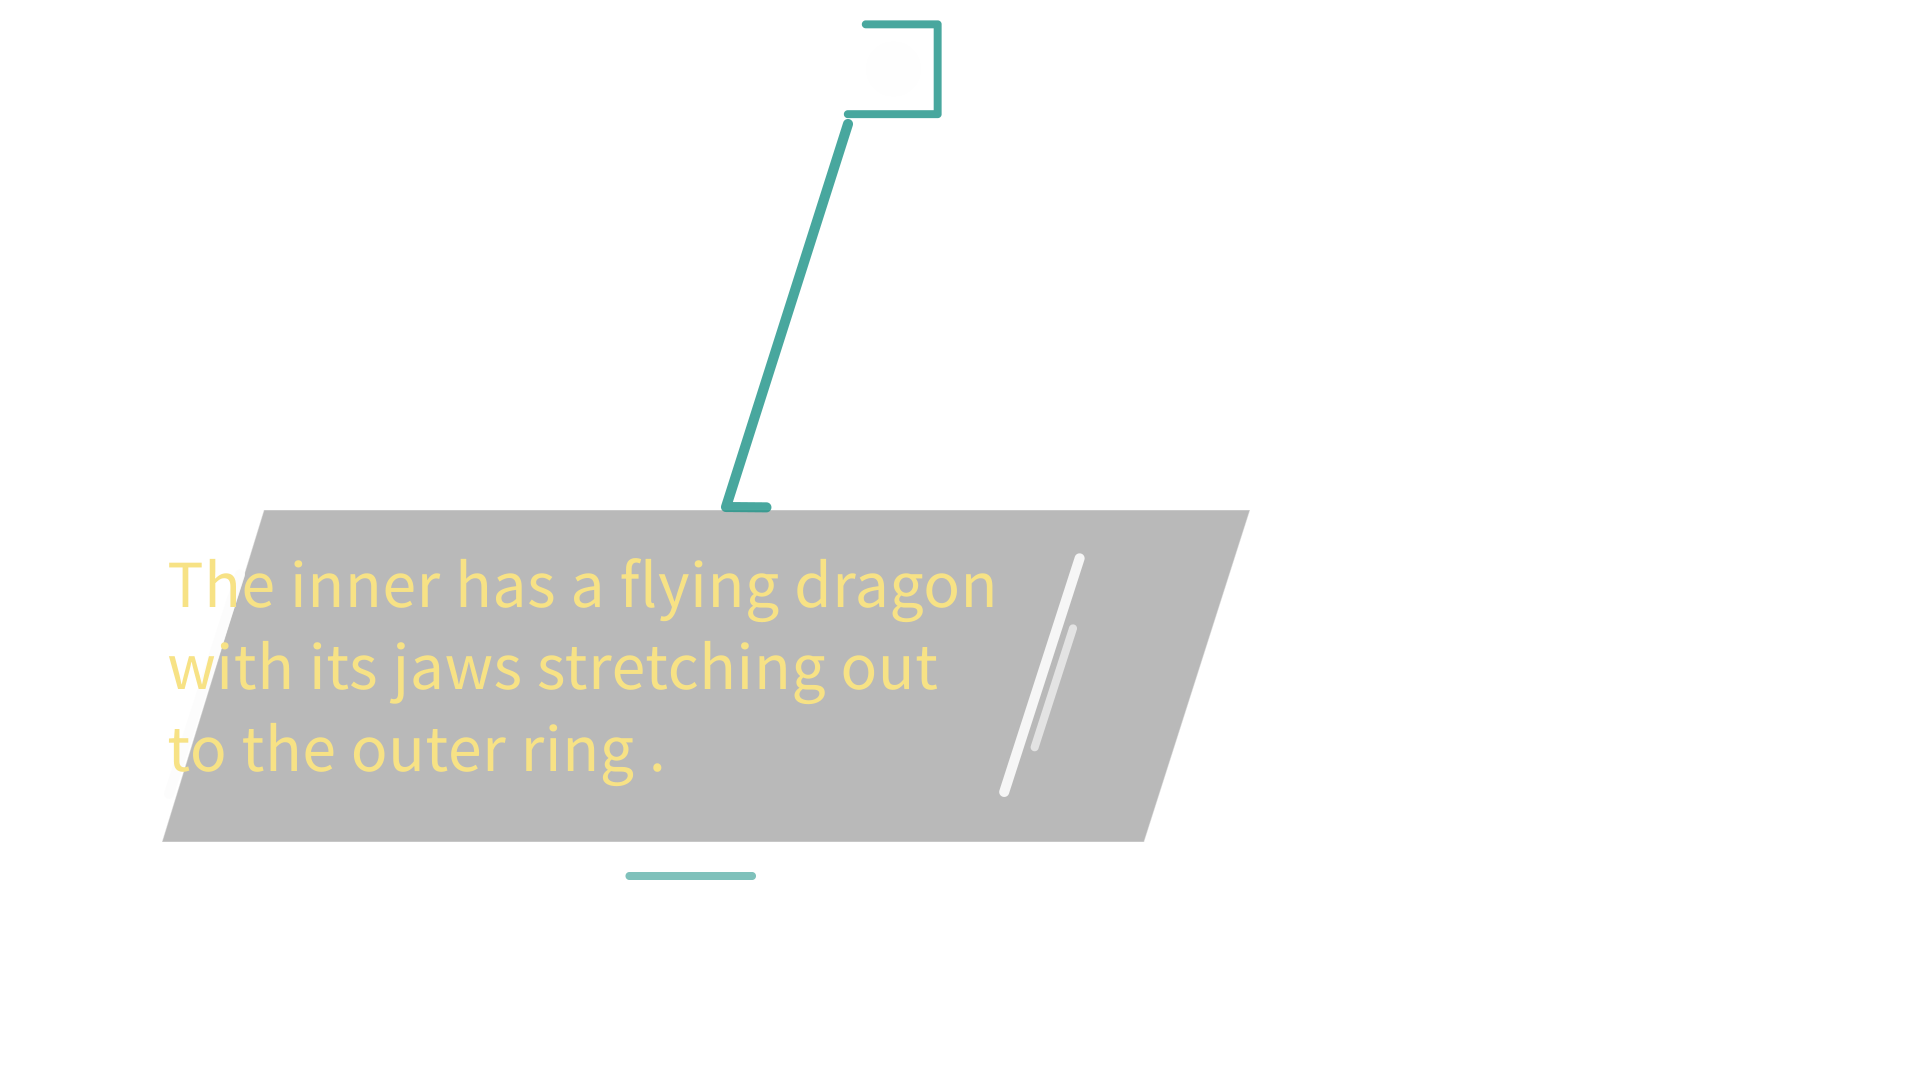 The inner has a flying dragon
with its jaws stretching out
to the outer ring .